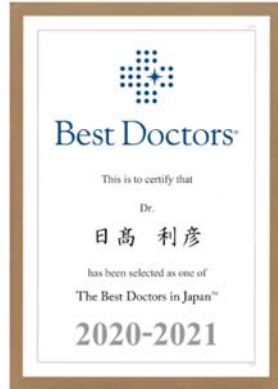 Best Doctors®
This is to certify that
Dr.
日髙 利彦
has been selected as one of
The Best Doctors in Japan™
2020-2021